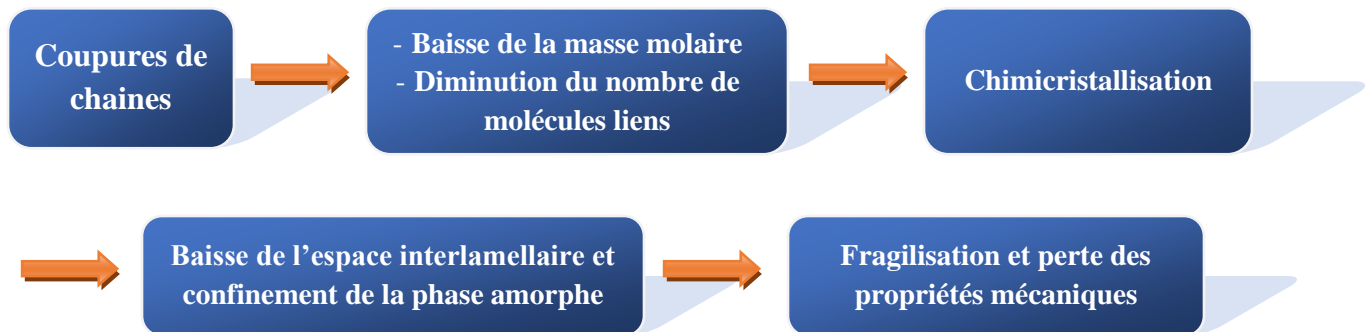 Coupures de
chaines
- Baisse de la masse molaire
- Diminution du nombre de
molécules liens
Chimicristallisation
Baisse de l’espace interlamellaire et
confinement de la phase amorphe
Fragilisation et perte des
propriétés mécaniques